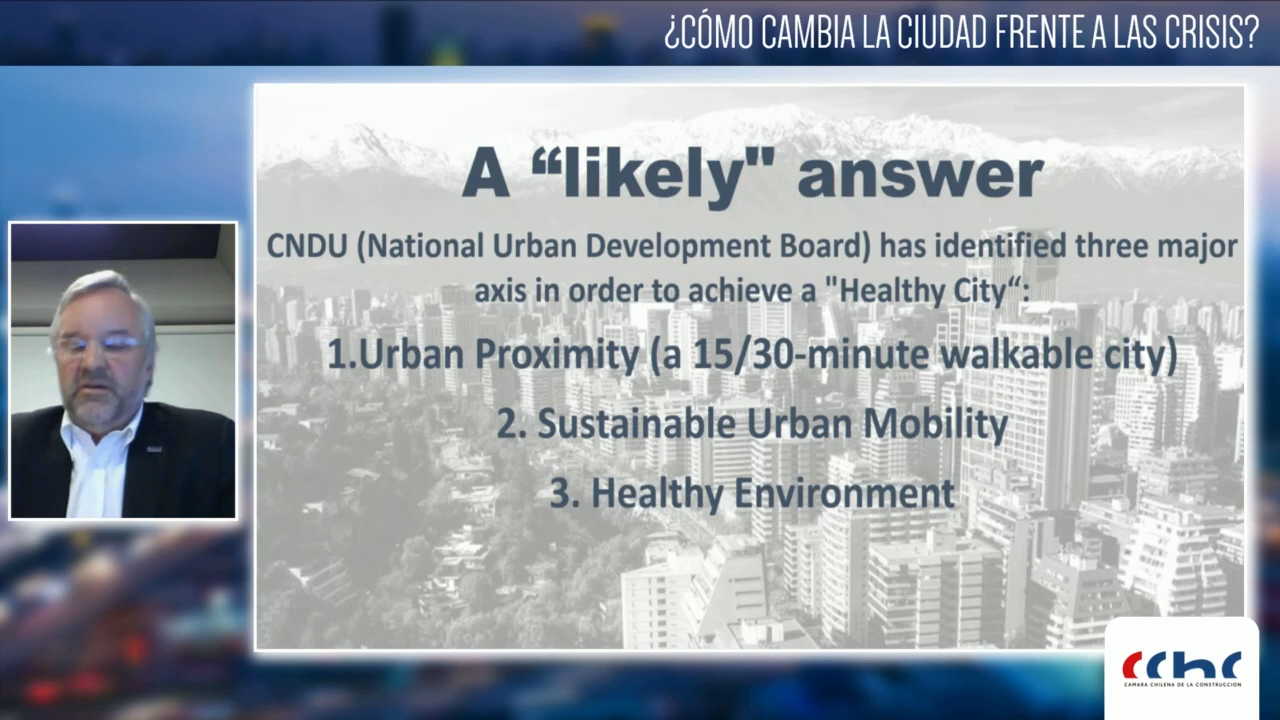 ¿CÓMO CAMBIA LA CIUDAD FRENTE A LAS CRISIS?
A “likely" answer
CNDU (National Urban Development Board) has identified three major
axis in order to achieve a "Healthy City“:
1.Urban Proximity (a 15/30-minute walkable city)
2. Sustainable Urban Mobility
3. Healthy Environment
cchc
CAMARA CHILENA DE LA CONSTRUCCION